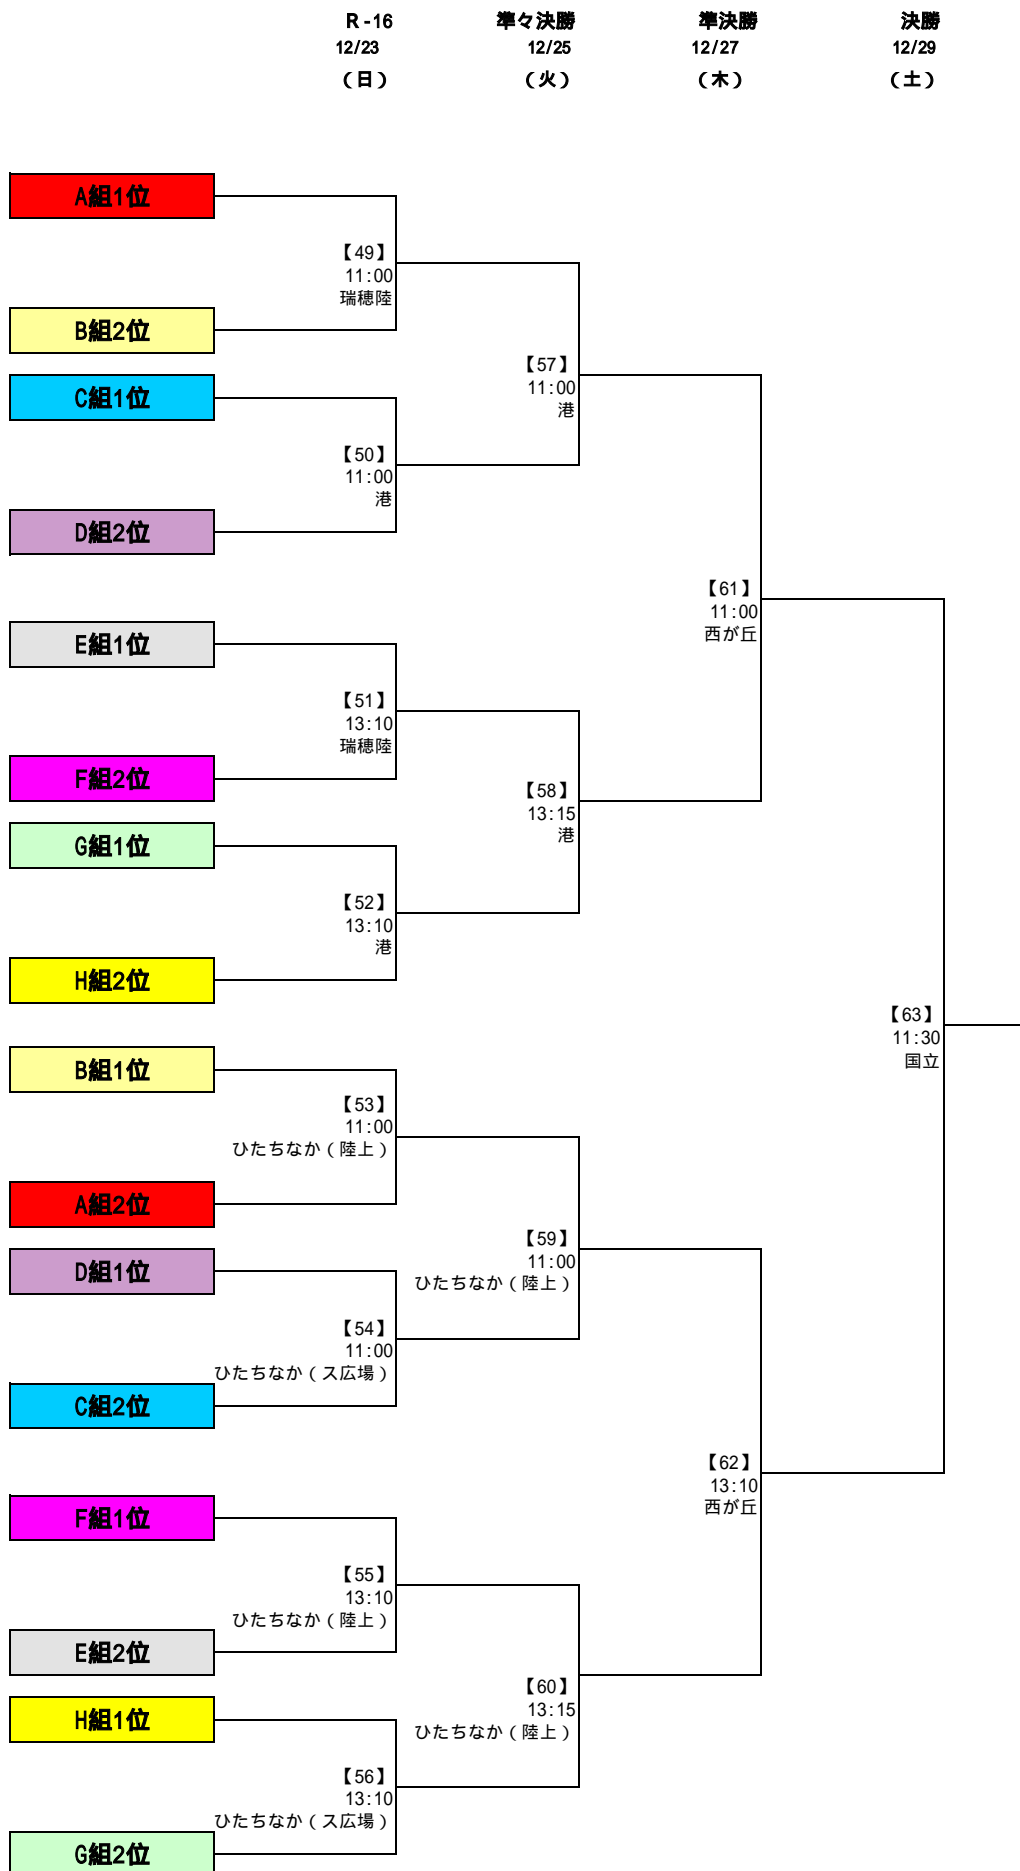 R-16 準々決勝 準決勝 決勝
12/23 12/25 12/27 12/29
（日） （火） （木） （土）
A組1位
【49】
11:00
瑞穂陸
B組2位
【57】
11:00
港
C組1位
【50】
11:00
港
D組2位
【61】
11:00
西が丘
E組1位
【51】
13:10
瑞穂陸
F組2位
【58】
13:15
港
G組1位
【52】
13:10
港
H組2位
【63】
11:30
国立
B組1位
【53】
11:00
ひたちなか（陸上）
A組2位
【59】
11:00
ひたちなか（陸上）
D組1位
【54】
11:00
ひたちなか（ス広場）
C組2位
【62】
13:10
西が丘
F組1位
【55】
13:10
ひたちなか（陸上）
E組2位
【60】
13:15
ひたちなか（陸上）
H組1位
【56】
13:10
ひたちなか（ス広場）
G組2位